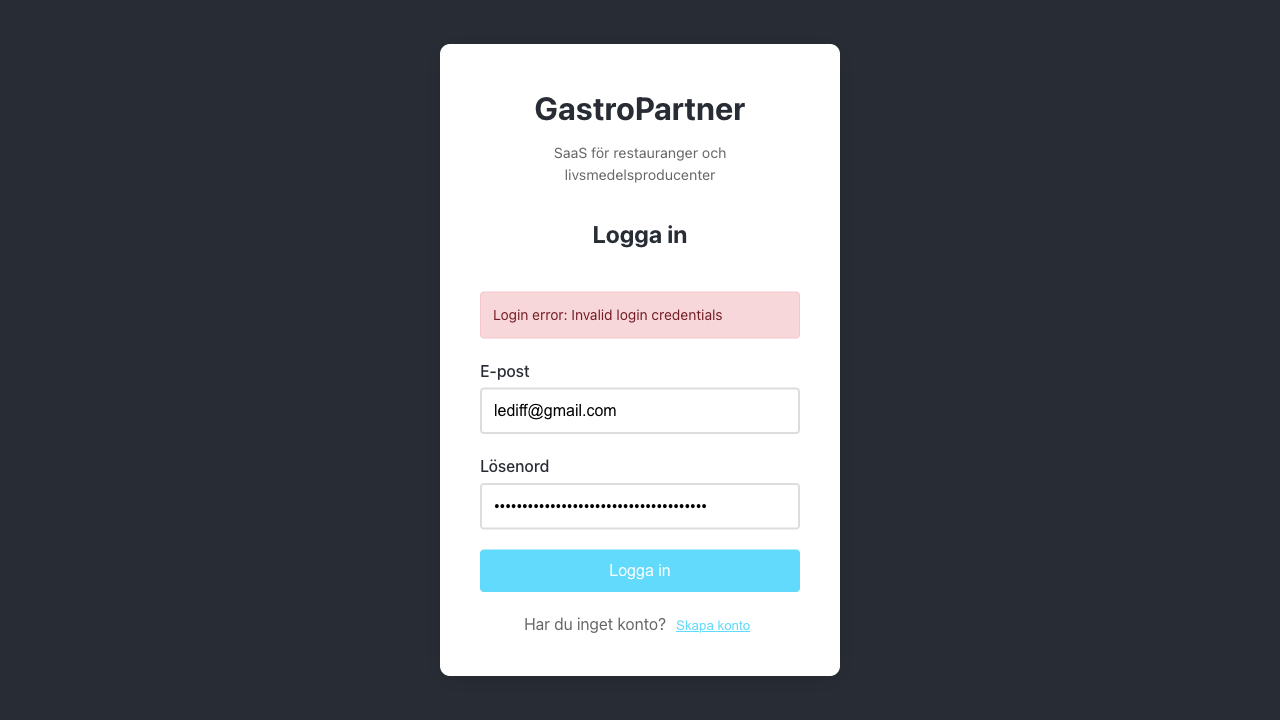 GastroPartner
SaaS för restauranger och
livsmedelsproducenter
Logga in
Login error: Invalid login credentials
E-post
lediff@gmail.com
Lösenord
••••••••••••••••••••••••••••••••••••••
Logga in
Har du inget konto? Skapa konto